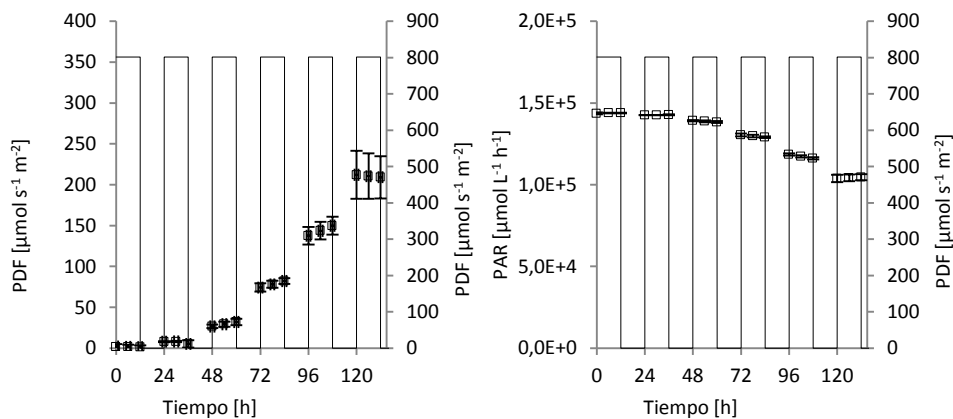 400
350
300
250
200
150
100
50
0
PDF [µmol s⁻¹ m⁻²]
900
800
700
600
500
400
300
200
100
0
PDF [µmol s⁻¹ m⁻²]
0 24 48 72 96 120
Tiempo [h]
2,0E+5
1,5E+5
1,0E+5
5,0E+4
0,0E+0
PAR [µmol L⁻¹ h⁻¹]
900
800
700
600
500
400
300
200
100
0
PDF [µmol s⁻¹ m⁻²]
0 24 48 72 96 120
Tiempo [h]